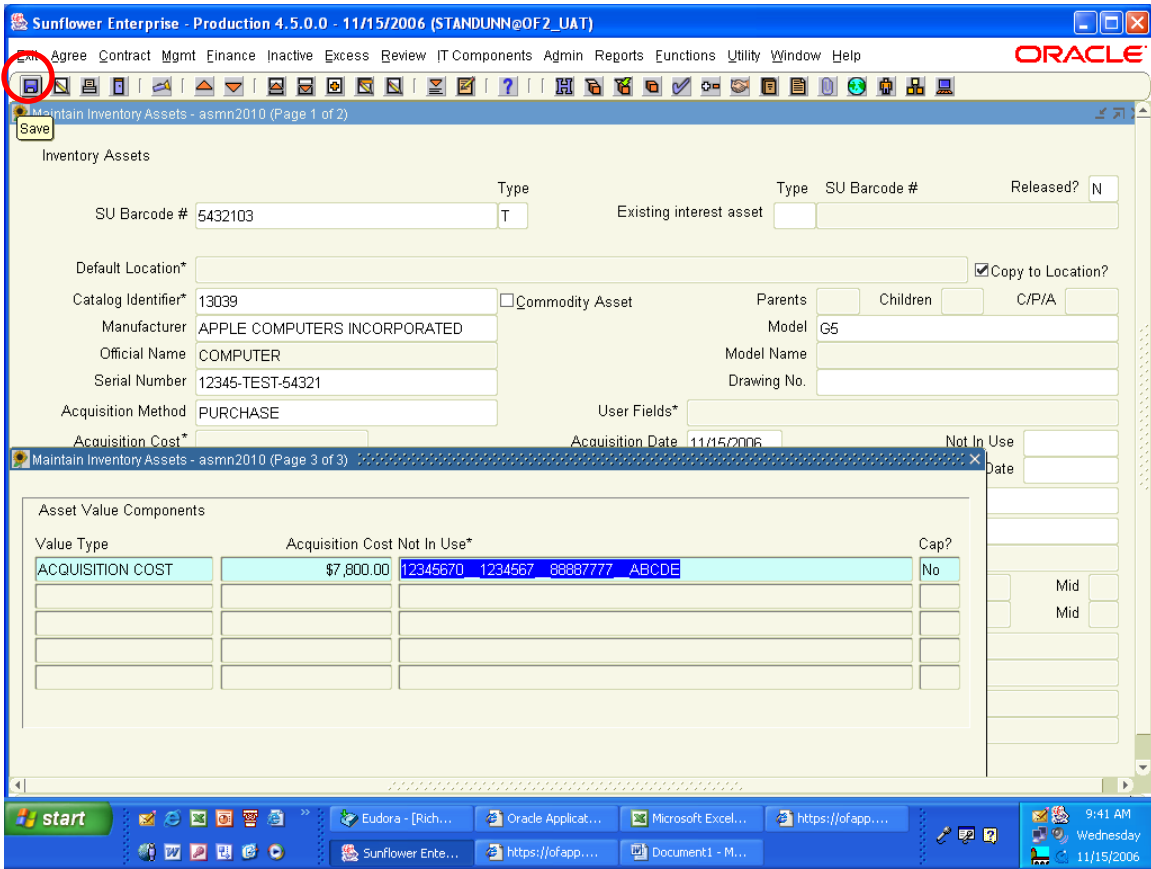 Sunflower Enterprise - Production 4.5.0.0 - 11/15/2006 (STANDUNN@OF2_UAT)
Exit Agree Contract Mgmt Finance Inactive Excess Review IT Components Admin Reports Functions Utility Window Help ORACLE
Maintain Inventory Assets - asmn2010 (Page 1 of 2)
Save
Inventory Assets
Type Type SU Barcode # Released? N
SU Barcode # 5432103 T Existing interest asset
Default Location* Copy to Location?
Catalog Identifier* 13039 Commodity Asset Parents Children C/P/A
Manufacturer APPLE COMPUTERS INCORPORATED Model G5
Official Name COMPUTER Model Name
Serial Number 12345-TEST-54321 Drawing No.
Acquisition Method PURCHASE User Fields*
Acquisition Cost* Acquisition Date 11/15/2006 Not In Use
Maintain Inventory Assets - asmn2010 (Page 3 of 3) Date
Asset Value Components
Value Type Acquisition Cost Not In Use* Cap?
ACQUISITION COST $7,800.00 12345670__1234567__88887777__ABCDE No
Mid
Mid
start Eudora - [Rich... Oracle Applicat... Microsoft Excel... https://ofapp.... 9:41 AM
Wednesday
Sunflower Ente... https://ofapp.... Document1 - M... 11/15/2006